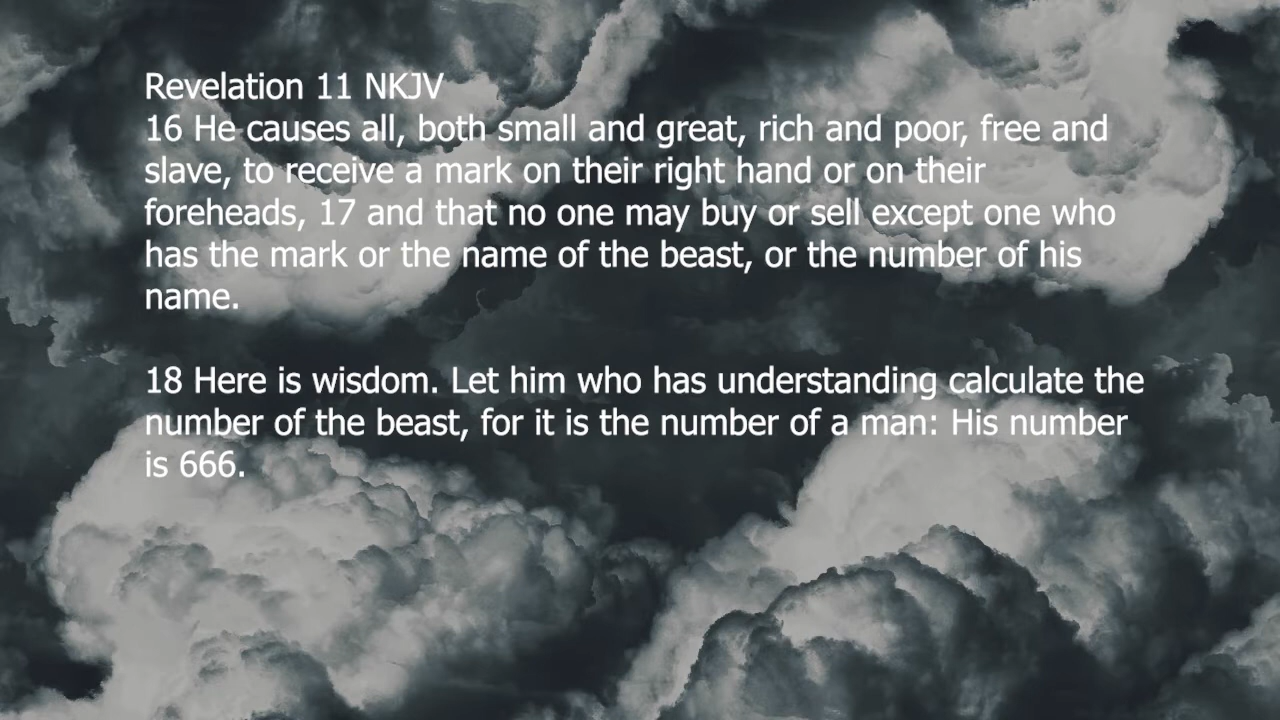 Revelation 11 NKJV
16 He causes all, both small and great, rich and poor, free and
slave, to receive a mark on their right hand or on their
foreheads, 17 and that no one may buy or sell except one who
has the mark or the name of the beast, or the number of his
name.
18 Here is wisdom. Let him who has understanding calculate the
number of the beast, for it is the number of a man: His number
is 666.